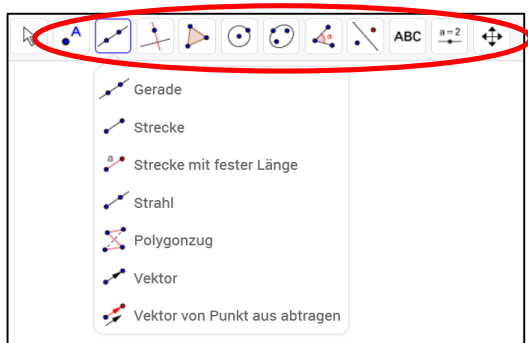 A α ABC a=2
Gerade
Strecke
a Strecke mit fester Länge
Strahl
Polygonzug
Vektor
Vektor von Punkt aus abtragen